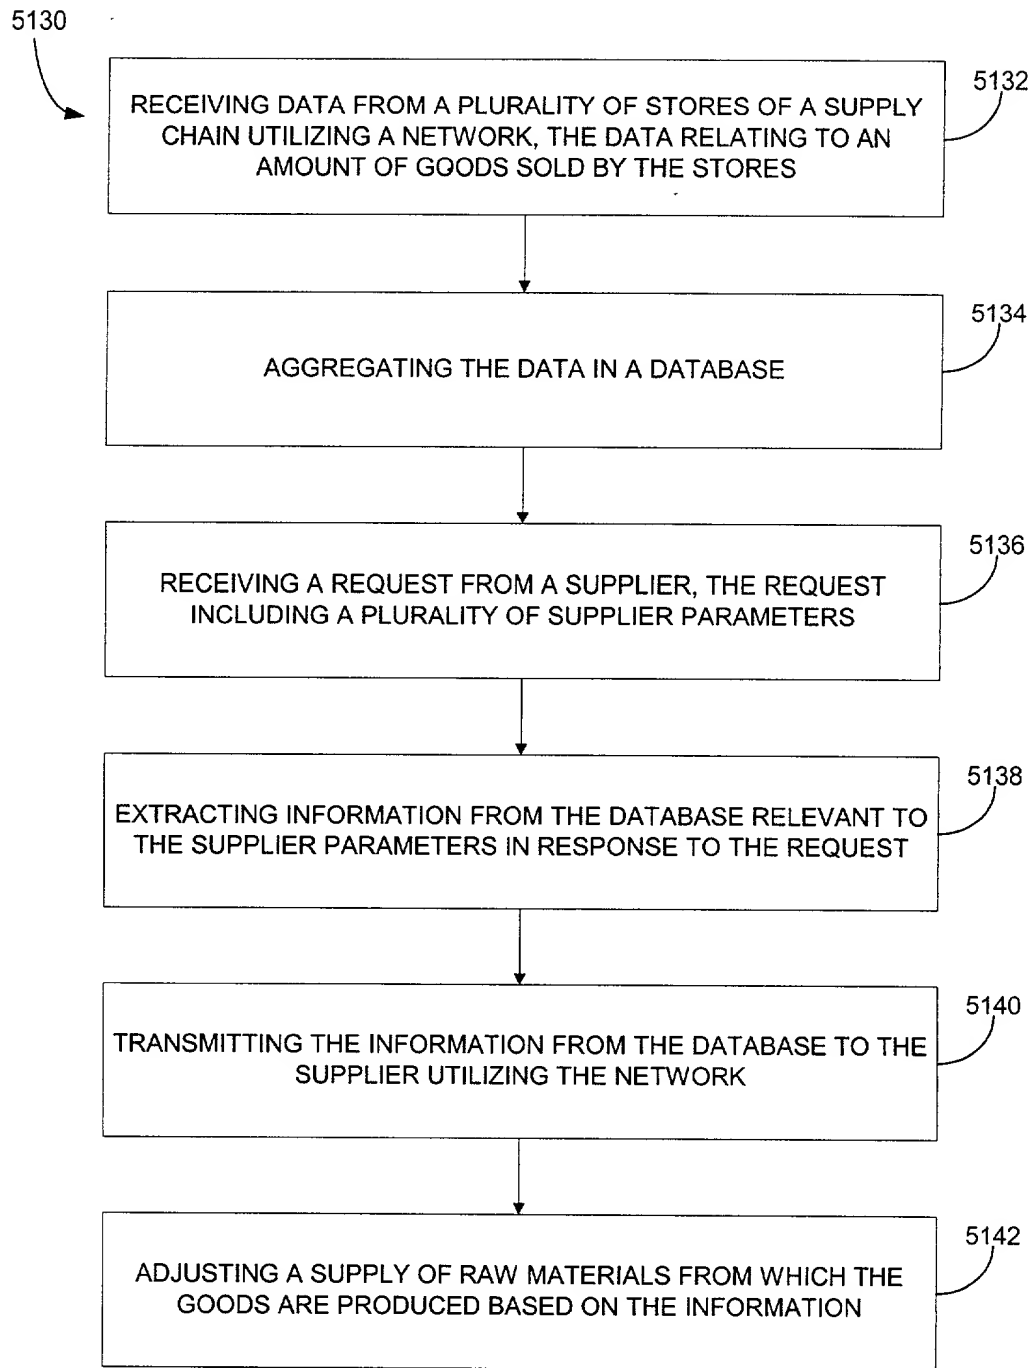 5130
5132
RECEIVING DATA FROM A PLURALITY OF STORES OF A SUPPLY
CHAIN UTILIZING A NETWORK, THE DATA RELATING TO AN
AMOUNT OF GOODS SOLD BY THE STORES
5134
AGGREGATING THE DATA IN A DATABASE
5136
RECEIVING A REQUEST FROM A SUPPLIER, THE REQUEST
INCLUDING A PLURALITY OF SUPPLIER PARAMETERS
5138
EXTRACTING INFORMATION FROM THE DATABASE RELEVANT TO
THE SUPPLIER PARAMETERS IN RESPONSE TO THE REQUEST
5140
TRANSMITTING THE INFORMATION FROM THE DATABASE TO THE
SUPPLIER UTILIZING THE NETWORK
5142
ADJUSTING A SUPPLY OF RAW MATERIALS FROM WHICH THE
GOODS ARE PRODUCED BASED ON THE INFORMATION